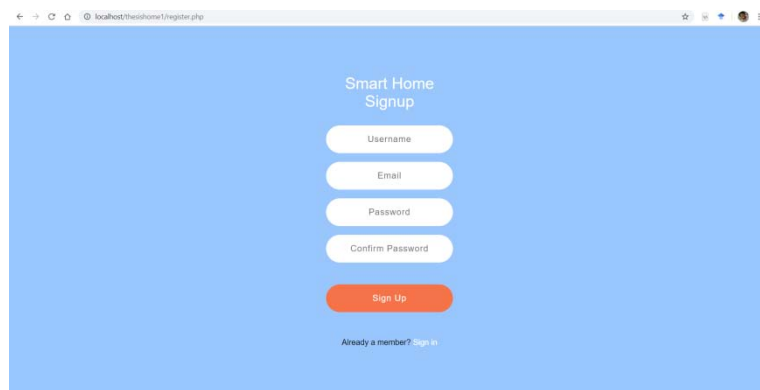 localhost/thesishome1/register.php
Smart Home
Signup
Username
Email
Password
Confirm Password
Sign Up
Already a member? Sign in